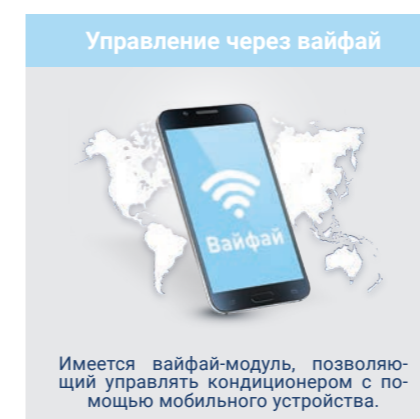 Управление через вайфай
Вайфай
Имеется вайфай-модуль, позволяю-
щий управлять кондиционером с по-
мощью мобильного устройства.